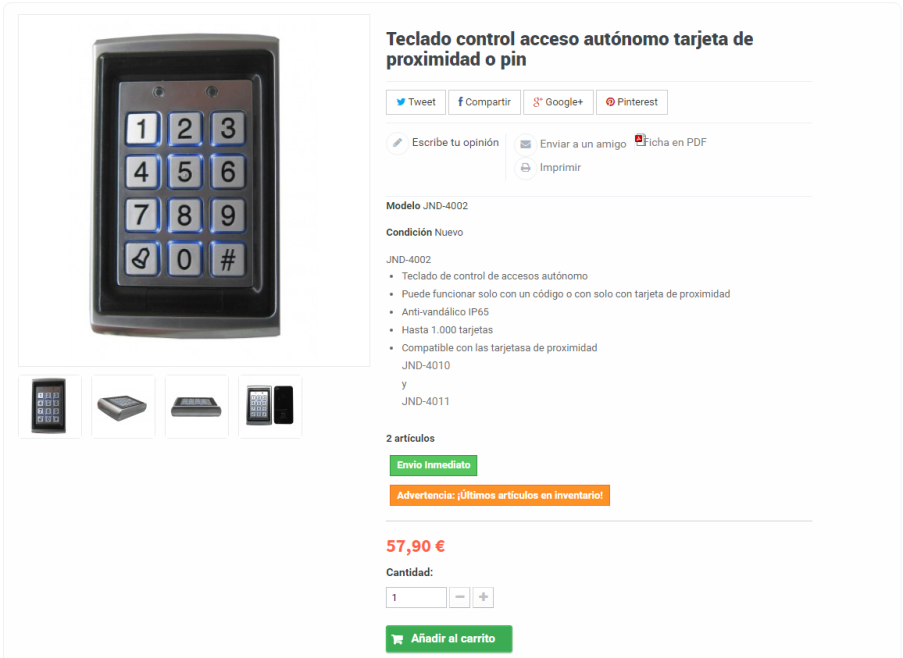 Teclado control acceso autónomo tarjeta de
proximidad o pin
Tweet
Compartir
Google+
Pinterest
Escribe tu opinión
Enviar a un amigo
Ficha en PDF
Imprimir
Modelo JND-4002
Condición Nuevo
JND-4002
Teclado de control de accesos autónomo
Puede funcionar solo con un código o con solo con tarjeta de proximidad
Anti-vandálico IP65
Hasta 1.000 tarjetas
Compatible con las tarjetasa de proximidad
JND-4010
y
JND-4011
2 artículos
Envío Inmediato
Advertencia: ¡Últimos artículos en inventario!
57,90 €
Cantidad:
1
Añadir al carrito
1 2 3
4 5 6
7 8 9
0 #